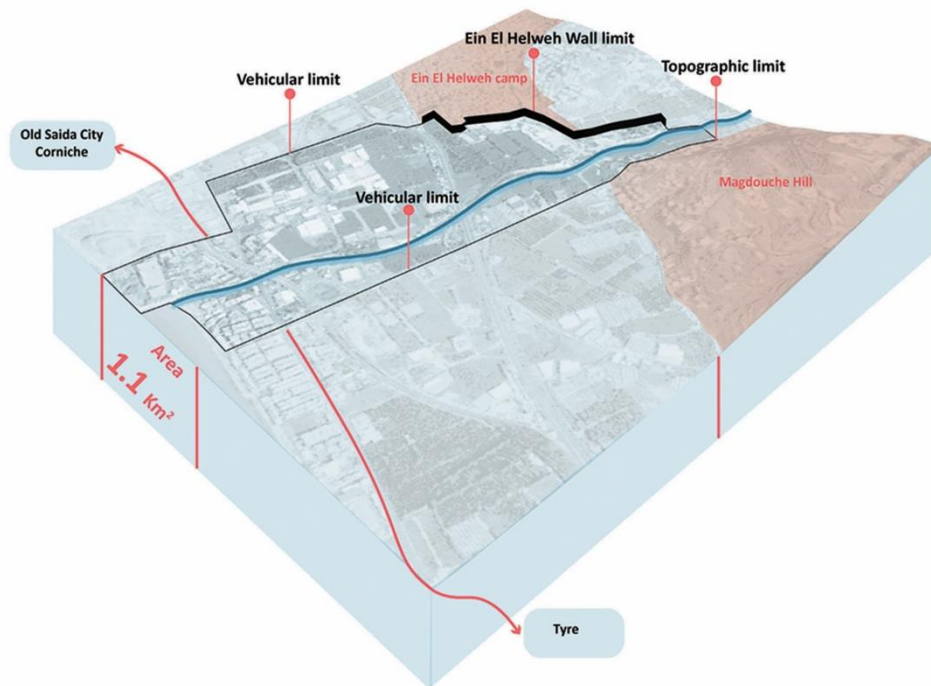 Ein El Helweh Wall limit
Topographic limit
Vehicular limit
Ein El Helweh camp
Old Saida City
Corniche
Vehicular limit
Magdouche Hill
Area
1.1 Km²
Tyre